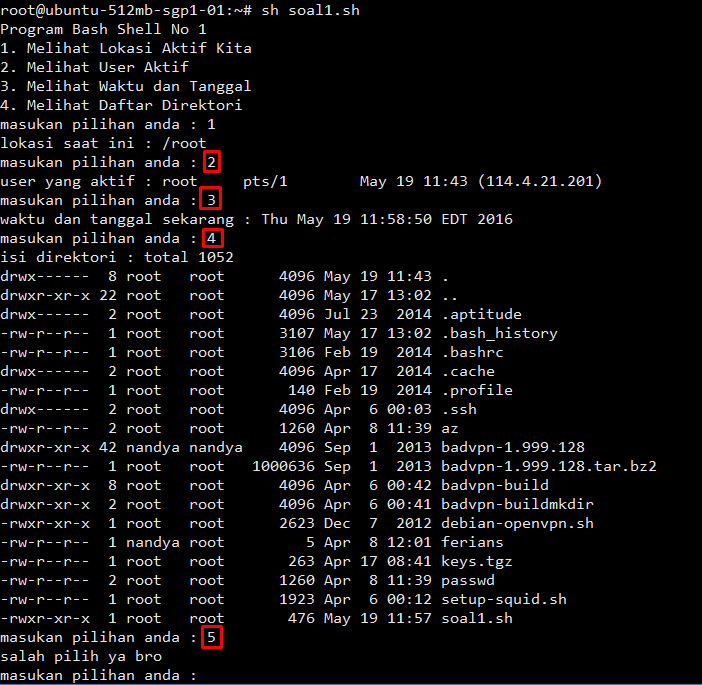 root@ubuntu-512mb-sgp1-01:~# sh soal1.sh
Program Bash Shell No 1
1. Melihat Lokasi Aktif Kita
2. Melihat User Aktif
3. Melihat Waktu dan Tanggal
4. Melihat Daftar Direktori
masukan pilihan anda : 1
lokasi saat ini : /root
masukan pilihan anda : 2
user yang aktif : root     pts/1        May 19 11:43 (114.4.21.201)
masukan pilihan anda : 3
waktu dan tanggal sekarang : Thu May 19 11:58:50 EDT 2016
masukan pilihan anda : 4
isi direktori : total 1052
drwx------  8 root   root      4096 May 19 11:43 .
drwxr-xr-x 22 root   root      4096 May 17 13:02 ..
drwx------  2 root   root      4096 Jul 23  2014 .aptitude
-rw-r--r--  1 root   root      3107 May 17 13:02 .bash_history
-rw-r--r--  1 root   root      3106 Feb 19  2014 .bashrc
drwx------  2 root   root      4096 Apr 17  2014 .cache
-rw-r--r--  1 root   root       140 Feb 19  2014 .profile
drwx------  2 root   root      4096 Apr  6 00:03 .ssh
-rw-r--r--  2 root   root      1260 Apr  8 11:39 az
drwxr-xr-x 42 nandya nandya    4096 Sep  1  2013 badvpn-1.999.128
-rw-r--r--  1 root   root   1000636 Sep  1  2013 badvpn-1.999.128.tar.bz2
drwxr-xr-x  8 root   root      4096 Apr  6 00:42 badvpn-build
drwxr-xr-x  2 root   root      4096 Apr  6 00:41 badvpn-buildmkdir
-rwxr-xr-x  1 root   root      2623 Dec  7  2012 debian-openvpn.sh
-rw-r--r--  1 nandya root         5 Apr  8 12:01 ferians
-rw-r--r--  1 root   root       263 Apr 17 08:41 keys.tgz
-rw-r--r--  2 root   root      1260 Apr  8 11:39 passwd
-rw-r--r--  1 root   root      1923 Apr  6 00:12 setup-squid.sh
-rwxr-xr-x  1 root   root       476 May 19 11:57 soal1.sh
masukan pilihan anda : 5
salah pilih ya bro
masukan pilihan anda :